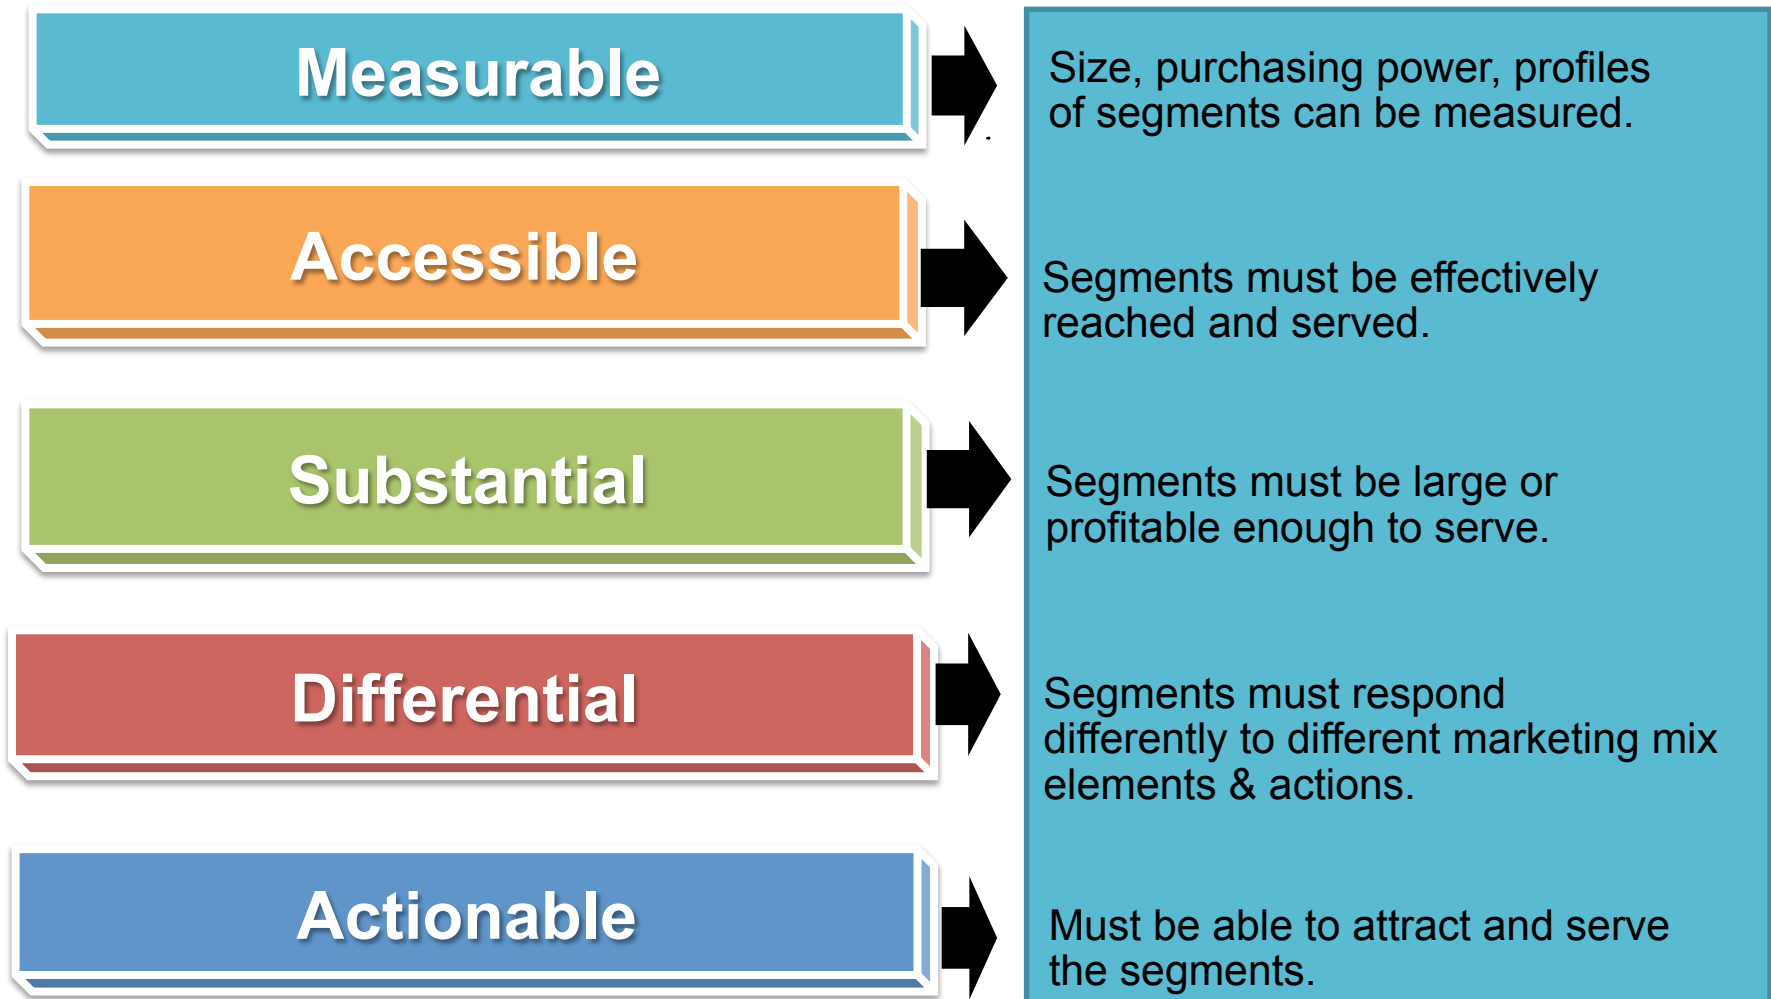 Measurable
Size, purchasing power, profiles
of segments can be measured.
Accessible
Segments must be effectively
reached and served.
Substantial
Segments must be large or
profitable enough to serve.
Differential
Segments must respond
differently to different marketing mix
elements & actions.
Actionable
Must be able to attract and serve
the segments.